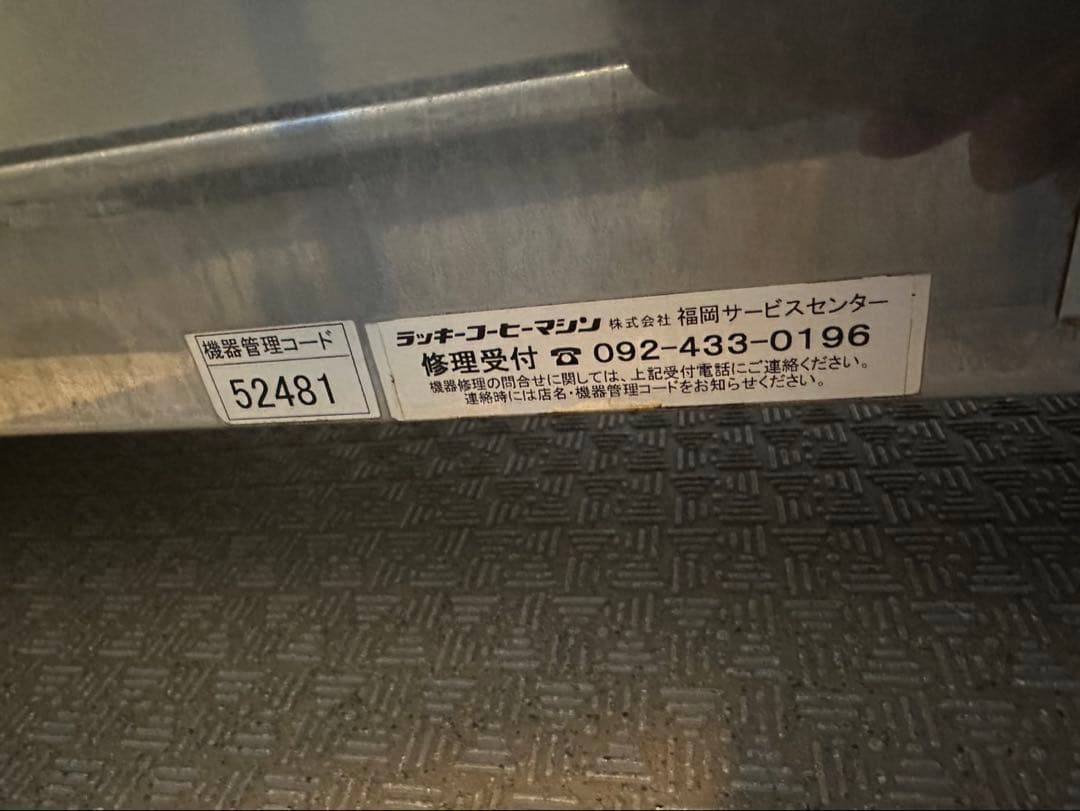 機器管理コード
52481
ラッキーコーヒーマシン 株式会社 福岡サービスセンター
修理受付 ☎ 092-433-0196
機器修理の問合せに関しては、上記受付電話にご連絡ください。
連絡時には店名・機器管理コードをお知らせください。